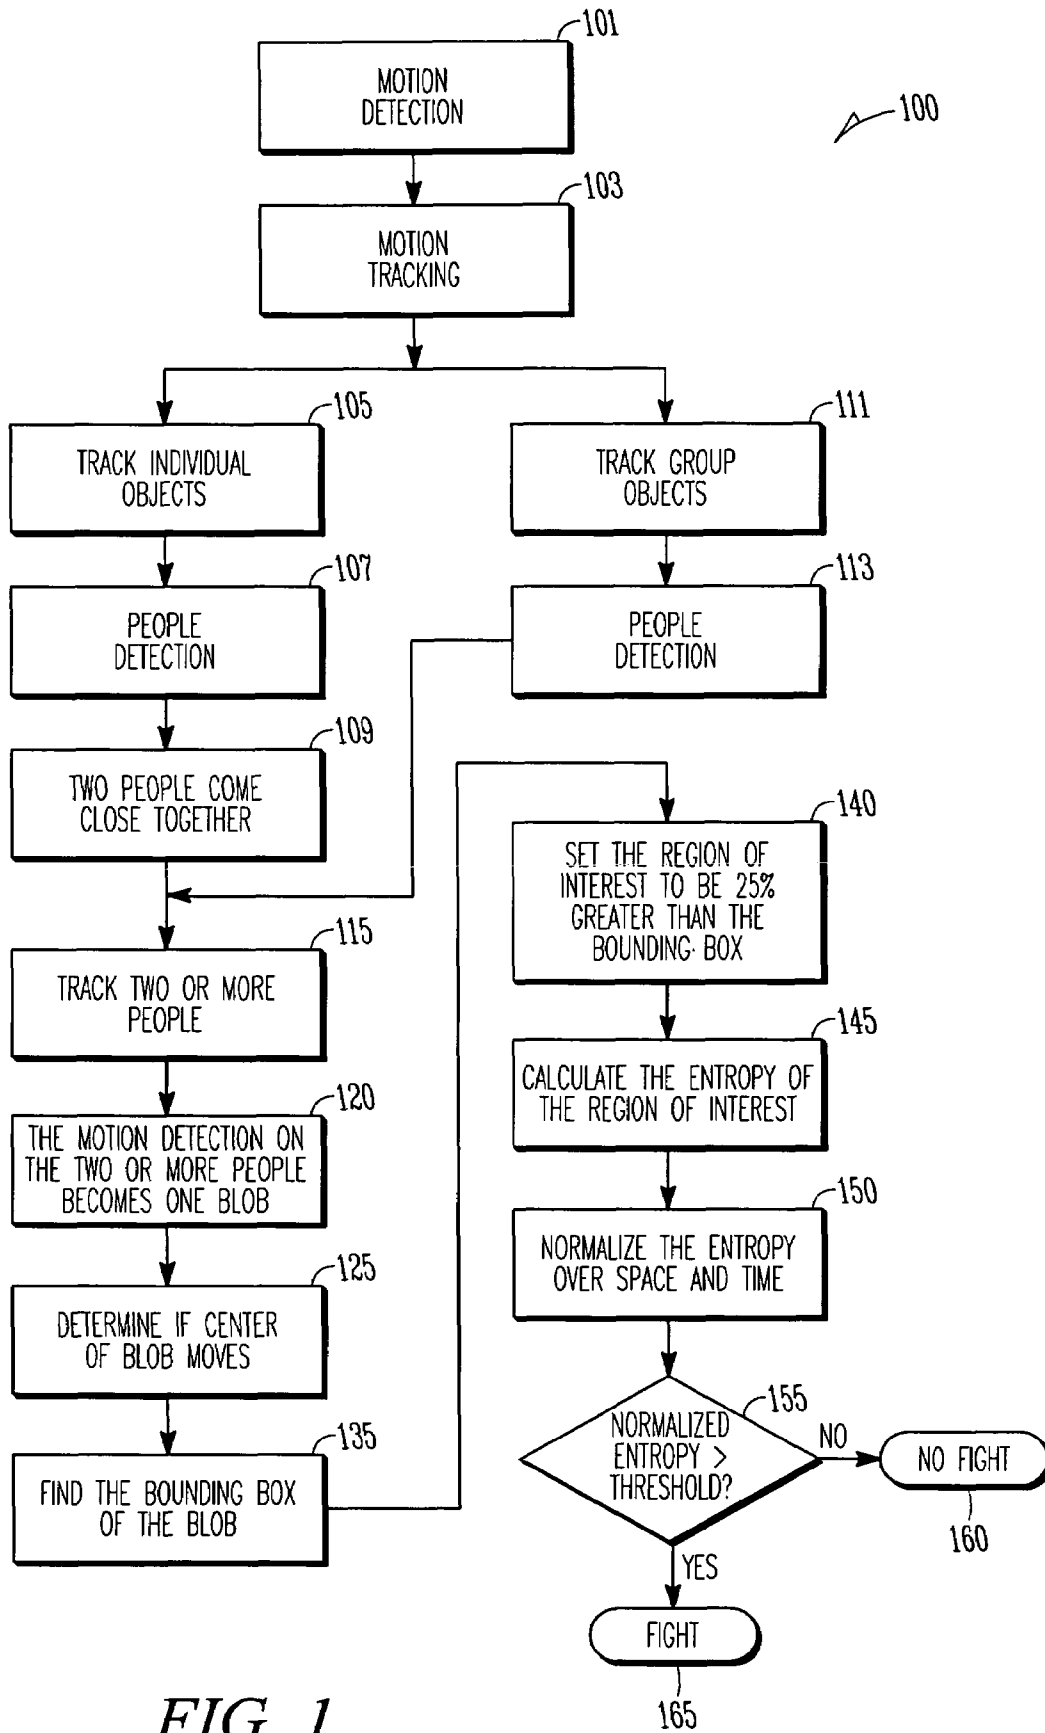 101
MOTION
DETECTION
100
103
MOTION
TRACKING
105
TRACK INDIVIDUAL
OBJECTS
111
TRACK GROUP
OBJECTS
107
PEOPLE
DETECTION
113
PEOPLE
DETECTION
109
TWO PEOPLE COME
CLOSE TOGETHER
115
TRACK TWO OR MORE
PEOPLE
120
THE MOTION DETECTION ON
THE TWO OR MORE PEOPLE
BECOMES ONE BLOB
125
DETERMINE IF CENTER
OF BLOB MOVES
135
FIND THE BOUNDING BOX
OF THE BLOB
140
SET THE REGION OF
INTEREST TO BE 25%
GREATER THAN THE
BOUNDING BOX
145
CALCULATE THE ENTROPY OF
THE REGION OF INTEREST
150
NORMALIZE THE ENTROPY
OVER SPACE AND TIME
155
NORMALIZED
ENTROPY >
THRESHOLD?
NO
NO FIGHT
160
YES
FIGHT
165
FIG. 1